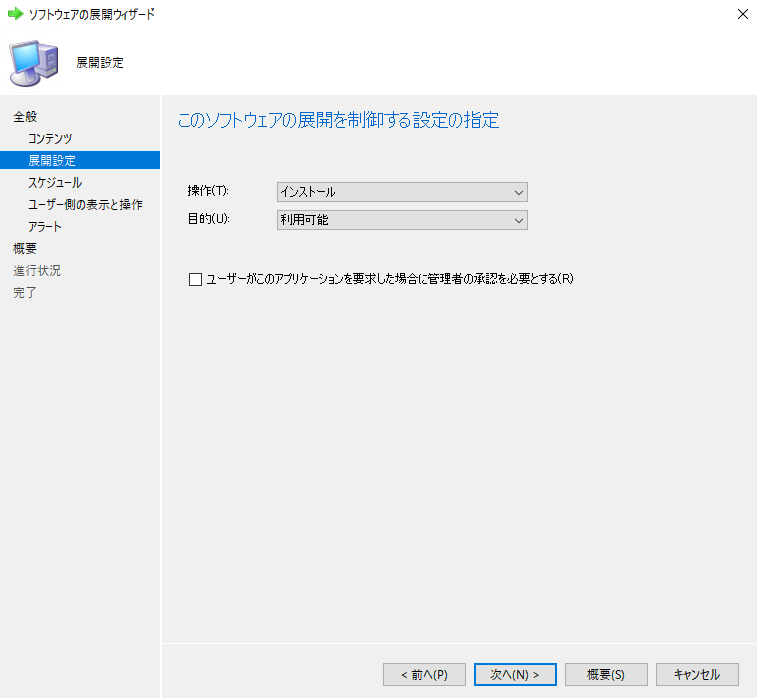 ソフトウェアの展開ウィザード
展開設定
全般
コンテンツ
展開設定
スケジュール
ユーザー側の表示と操作
アラート
概要
進行状況
完了
このソフトウェアの展開を制御する設定の指定
操作(T): インストール
目的(U): 利用可能
ユーザーがこのアプリケーションを要求した場合に管理者の承認を必要とする(R)
< 前へ(P) 次へ(N) > 概要(S) キャンセル